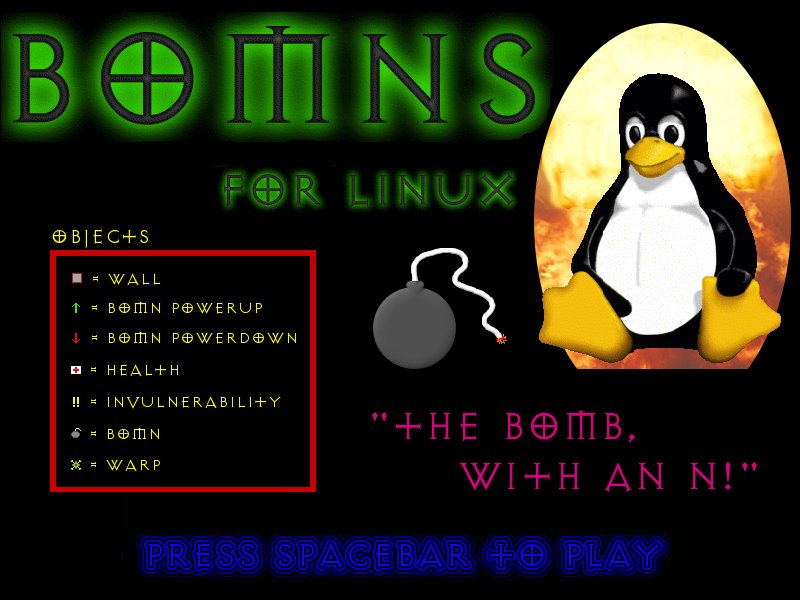 BOMNS
FOR LINUX
OBJECTS
= WALL
↑ = BOMN POWERUP
↓ = BOMN POWERDOWN
= HEALTH
!! = INVULNERABILITY
= BOMN
= WARP
"THE BOMB,
WITH AN N!"
PRESS SPACEBAR TO PLAY